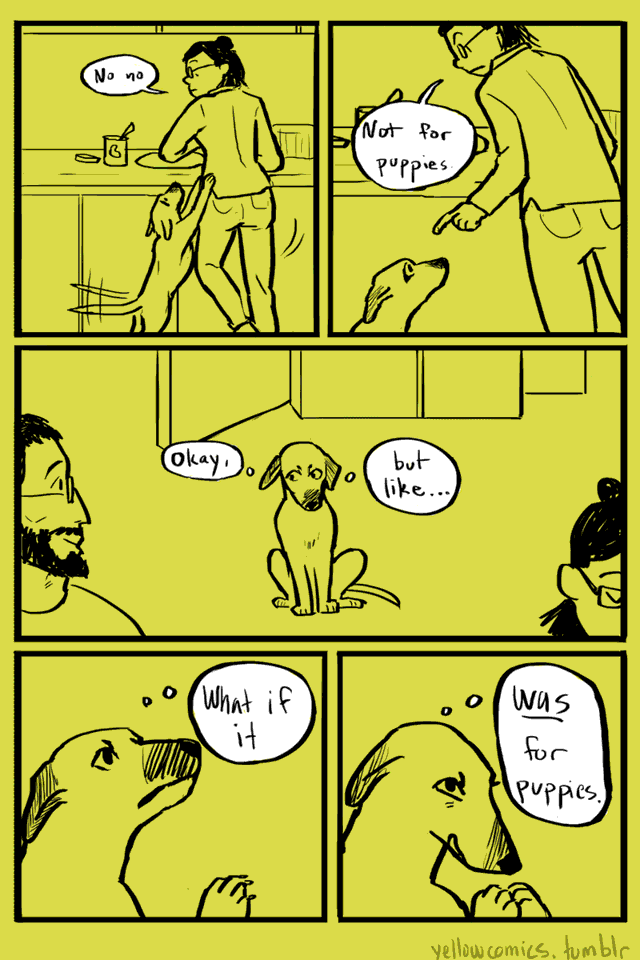 No no
B
Not for
puppies.
Okay,
but
like...
What if
it
was
for
puppies.
yellowcomics.tumblr